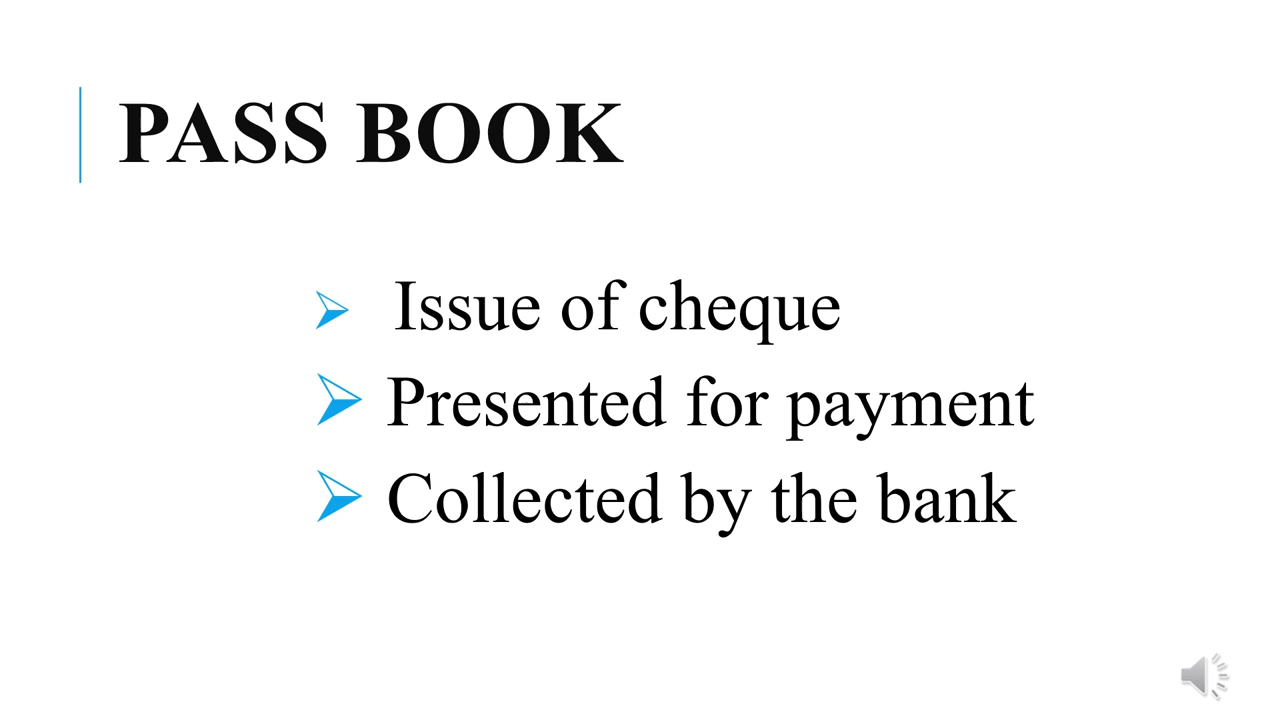 PASS BOOK
Issue of cheque
Presented for payment
Collected by the bank